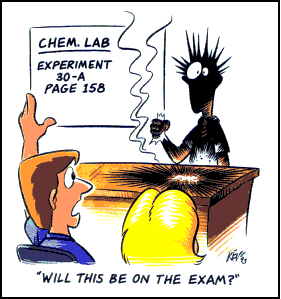 CHEM. LAB
EXPERIMENT
30-A
PAGE 158
"WILL THIS BE ON THE EXAM?"